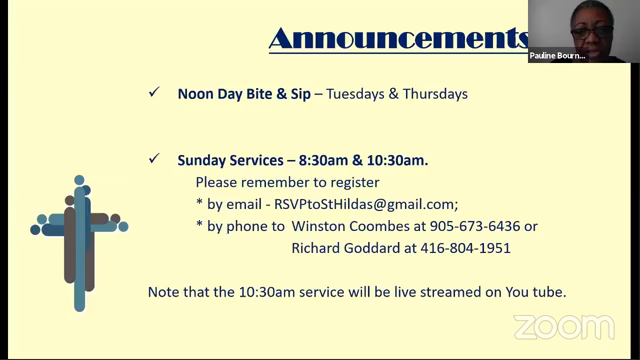 Announcements
Pauline Bourn...
✓ Noon Day Bite & Sip – Tuesdays & Thursdays
✓ Sunday Services – 8:30am & 10:30am.
Please remember to register
* by email - RSVPtoStHildas@gmail.com;
* by phone to Winston Coombes at 905-673-6436 or
Richard Goddard at 416-804-1951
Note that the 10:30am service will be live streamed on You tube.
zoom